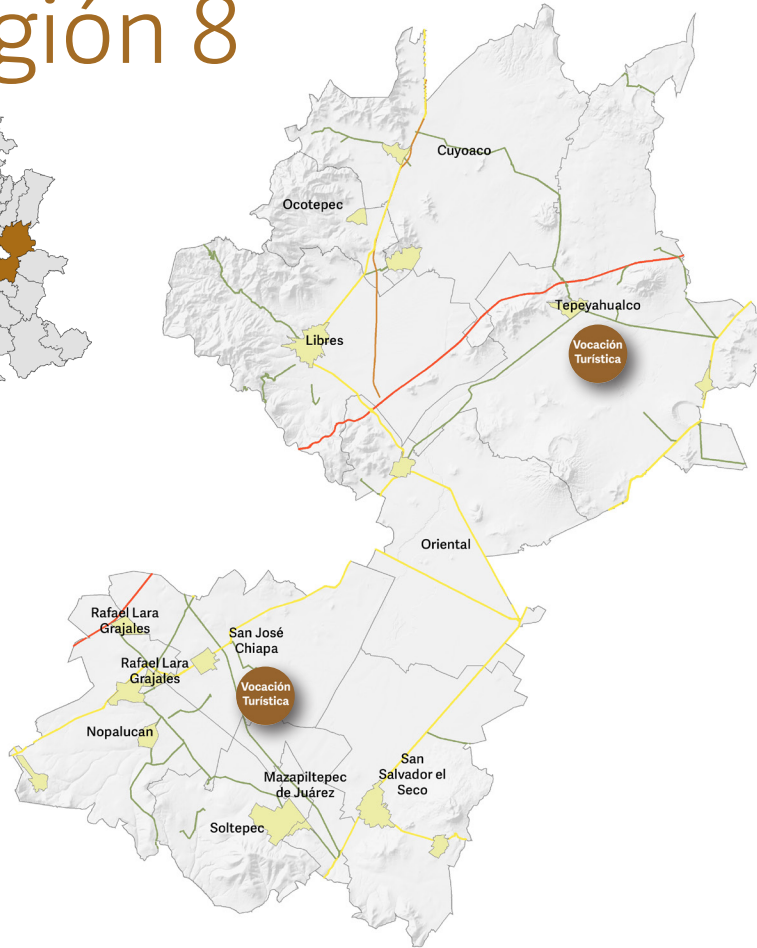 gión 8
Cuyoaco
Ocotepec
Tepeyahualco
Libres
Vocación
Turística
Oriental
Rafael Lara
Grajales
San José
Chiapa
Rafael Lara
Grajales
Vocación
Turística
Nopalucan
San
Salvador el
Seco
Mazapiltepec
de Juárez
Soltepec